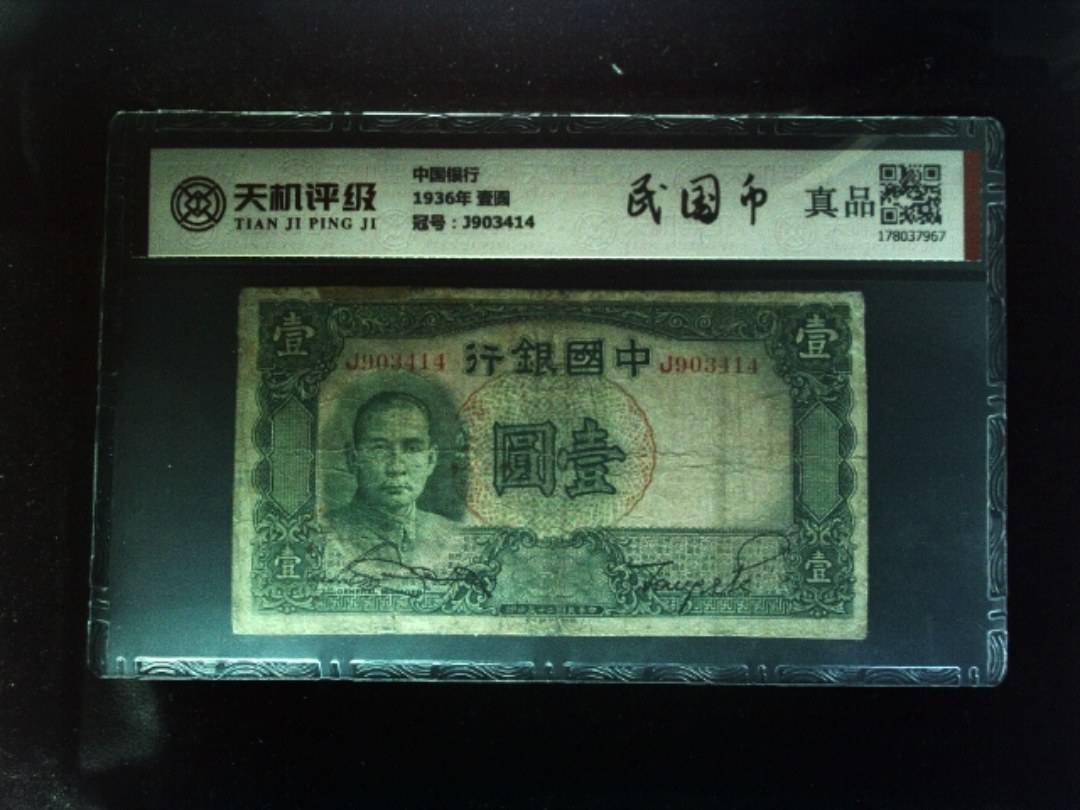 天机评级
TIAN JI PING JI
中国银行
1936年 壹圆
冠号：J903414
民国币
真品
178037967
壹
壹
J903414
行銀國中
J903414
圓壹
壹
壹